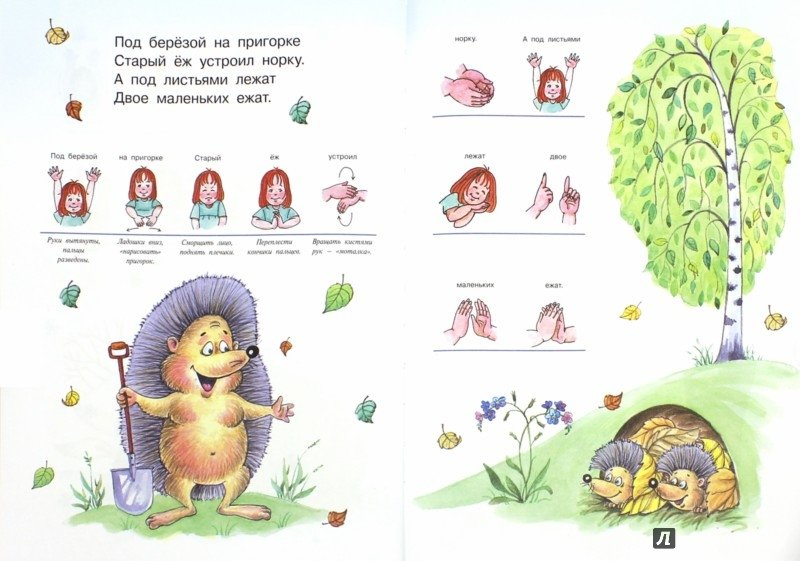 Под берёзой на пригорке
Старый ёж устроил норку.
А под листьями лежат
Двое маленьких ежат.
Под берёзой на пригорке Старый ёж устроил
Руки вытянуты, пальцы разведены.
Ладошки вниз, «нарисовать» пригорок.
Сморщить лицо, поднять плечики.
Переплести кончики пальцев.
Вращать кистями рук — «моталка».
норку. А под листьями
лежат двое
маленьких ежат.
Л